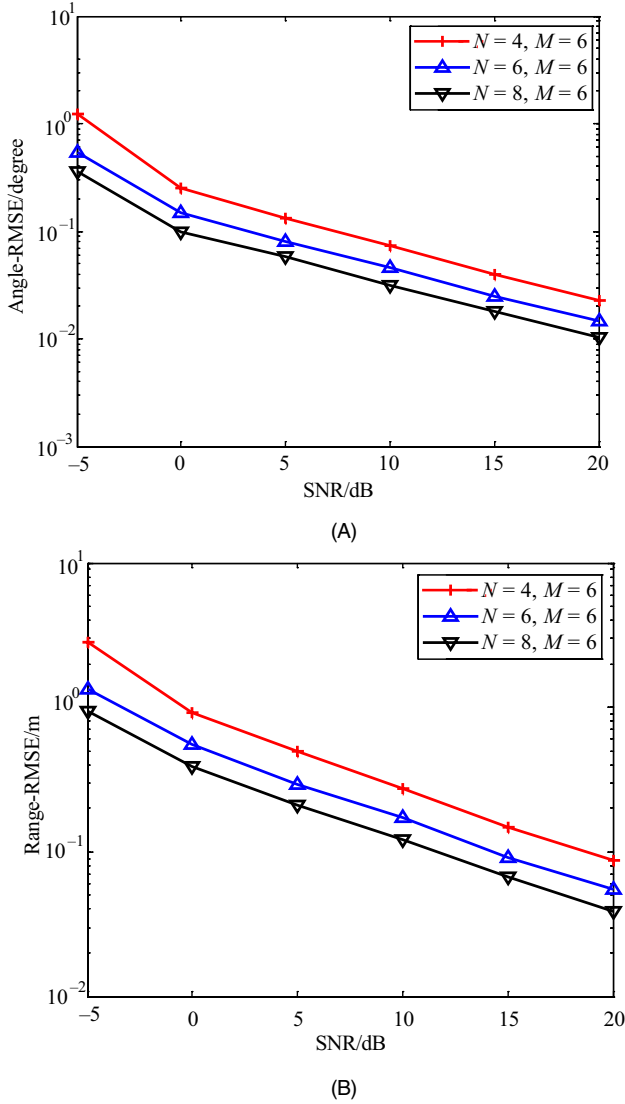 10^1
10^0
10^-1
10^-2
10^-3
Angle-RMSE/degree
N = 4, M = 6
N = 6, M = 6
N = 8, M = 6
−5 0 5 10 15 20
SNR/dB
(A)
10^1
10^0
10^-1
10^-2
Range-RMSE/m
N = 4, M = 6
N = 6, M = 6
N = 8, M = 6
−5 0 5 10 15 20
SNR/dB
(B)